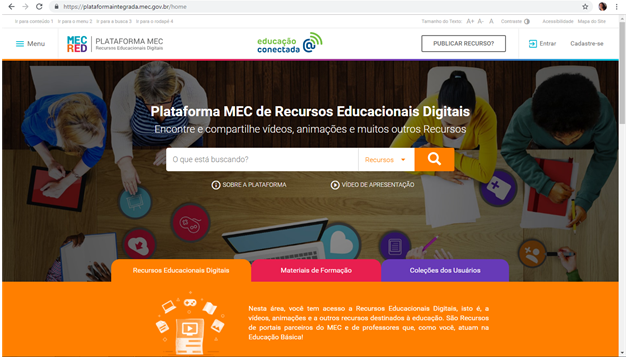 https://plataformaintegrada.mec.gov.br/home
Ir para conteúdo 1 Ir para o menu 2 Ir para a busca 3 Ir para o rodapé 4 Tamanho do Texto: A+ A- A Contraste Acessibilidade Mapa do Site
Menu MEC RED PLATAFORMA MEC Recursos Educacionais Digitais educação conectada PUBLICAR RECURSO? Entrar Cadastre-se
Plataforma MEC de Recursos Educacionais Digitais
Encontre e compartilhe vídeos, animações e muitos outros Recursos
O que está buscando? Recursos
SOBRE A PLATAFORMA VÍDEO DE APRESENTAÇÃO
Recursos Educacionais Digitais Materiais de Formação Coleções dos Usuários
Nesta área, você tem acesso a Recursos Educacionais Digitais, isto é, a
vídeos, animações e a outros recursos destinados à educação. São Recursos
de portais parceiros do MEC e de professores que, como você, atuam na
Educação Básica!